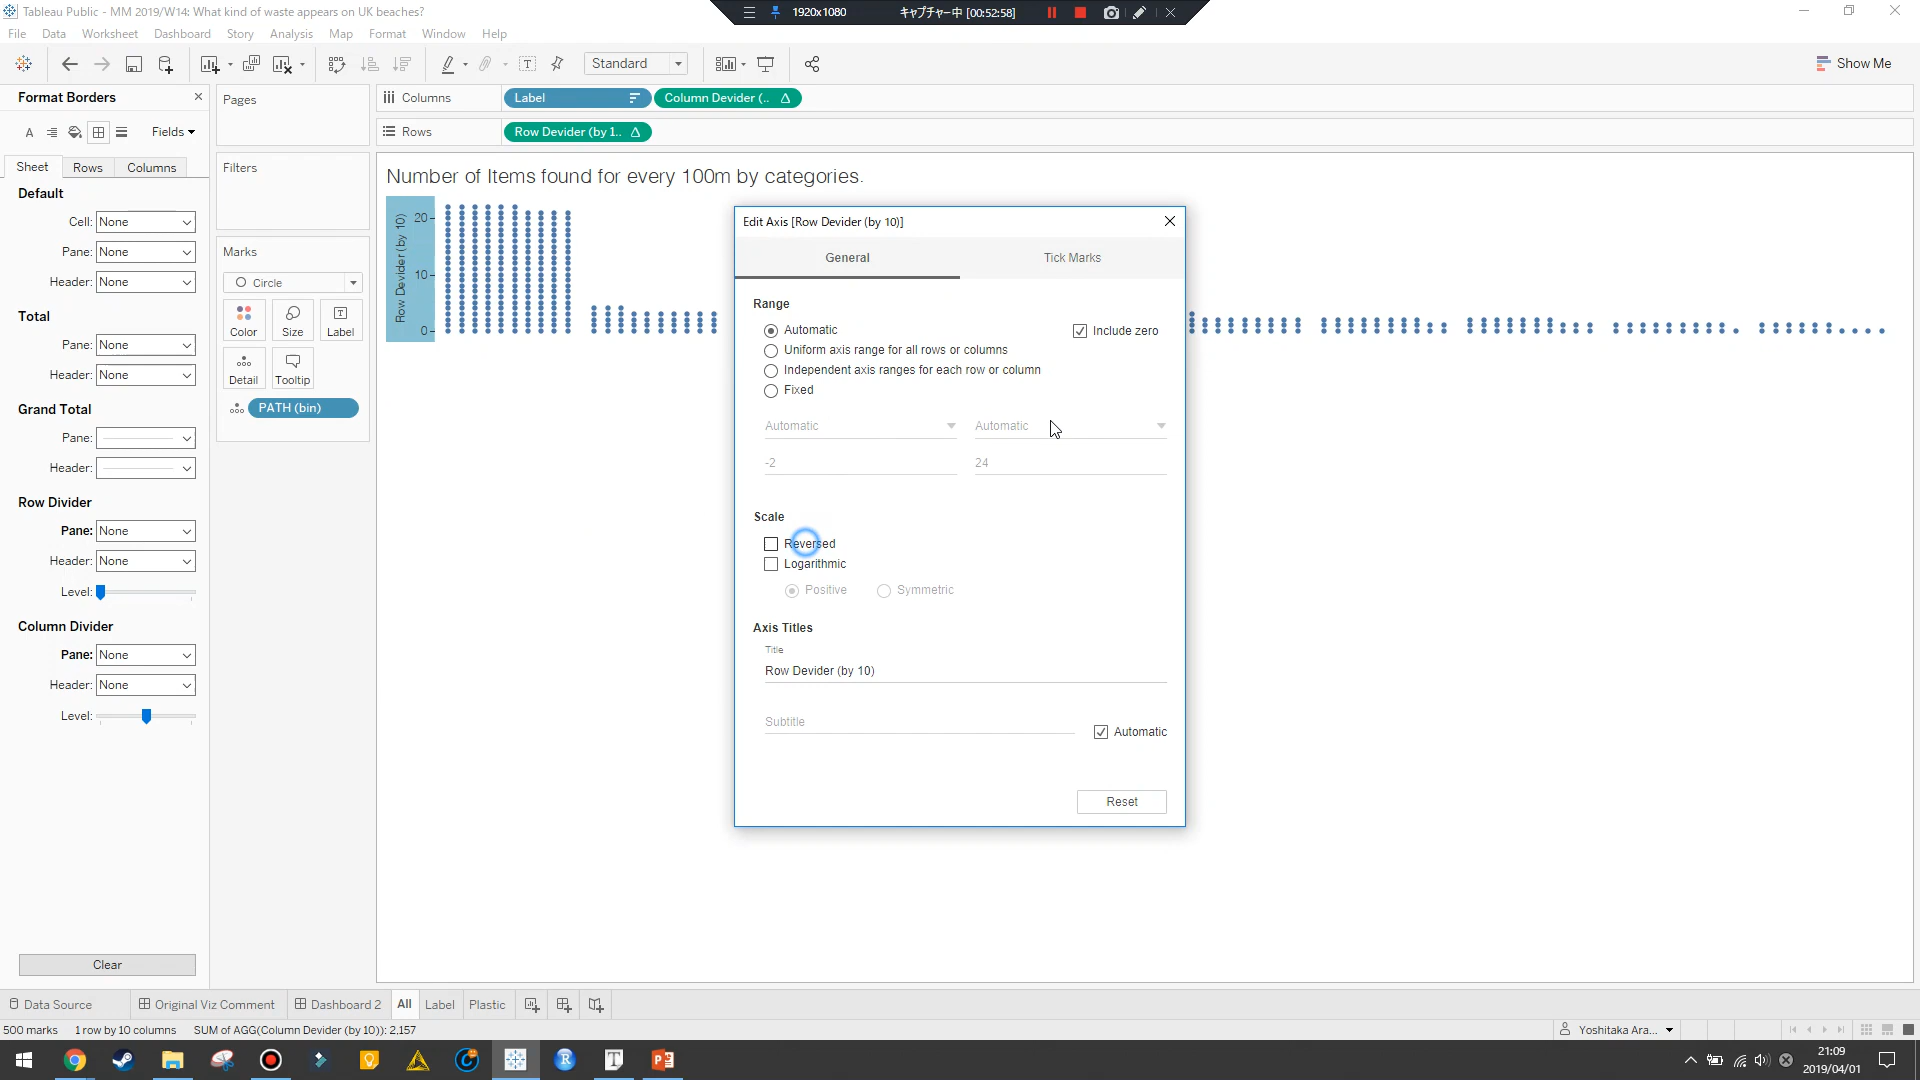 Tableau Public - MM 2019/W14: What kind of waste appears on UK beaches?
1920x1080
キャプチャー中 [00:52:58]
File Data Worksheet Dashboard Story Analysis Map Format Window Help
Standard
Show Me
Format Borders
Fields
Sheet Rows Columns
Default
Cell: None
Pane: None
Header: None
Total
Pane: None
Header: None
Grand Total
Pane:
Header:
Row Divider
Pane: None
Header: None
Level:
Column Divider
Pane: None
Header: None
Level:
Clear
Pages
Filters
Marks
Circle
Color Size Label
Detail Tooltip
PATH (bin)
Columns Label Column Devider (..
Rows Row Devider (by 1..
Number of Items found for every 100m by categories.
Row Devider (by 10)
20
10
0
Edit Axis [Row Devider (by 10)]
General Tick Marks
Range
Automatic
Include zero
Uniform axis range for all rows or columns
Independent axis ranges for each row or column
Fixed
Automatic Automatic
-2 24
Scale
Reversed
Logarithmic
Positive Symmetric
Axis Titles
Title
Row Devider (by 10)
Subtitle
Automatic
Reset
Data Source Original Viz Comment Dashboard 2 All Label Plastic
500 marks 1 row by 10 columns SUM of AGG(Column Devider (by 10)): 2,157
Yoshitaka Ara...
21:09
2019/04/01